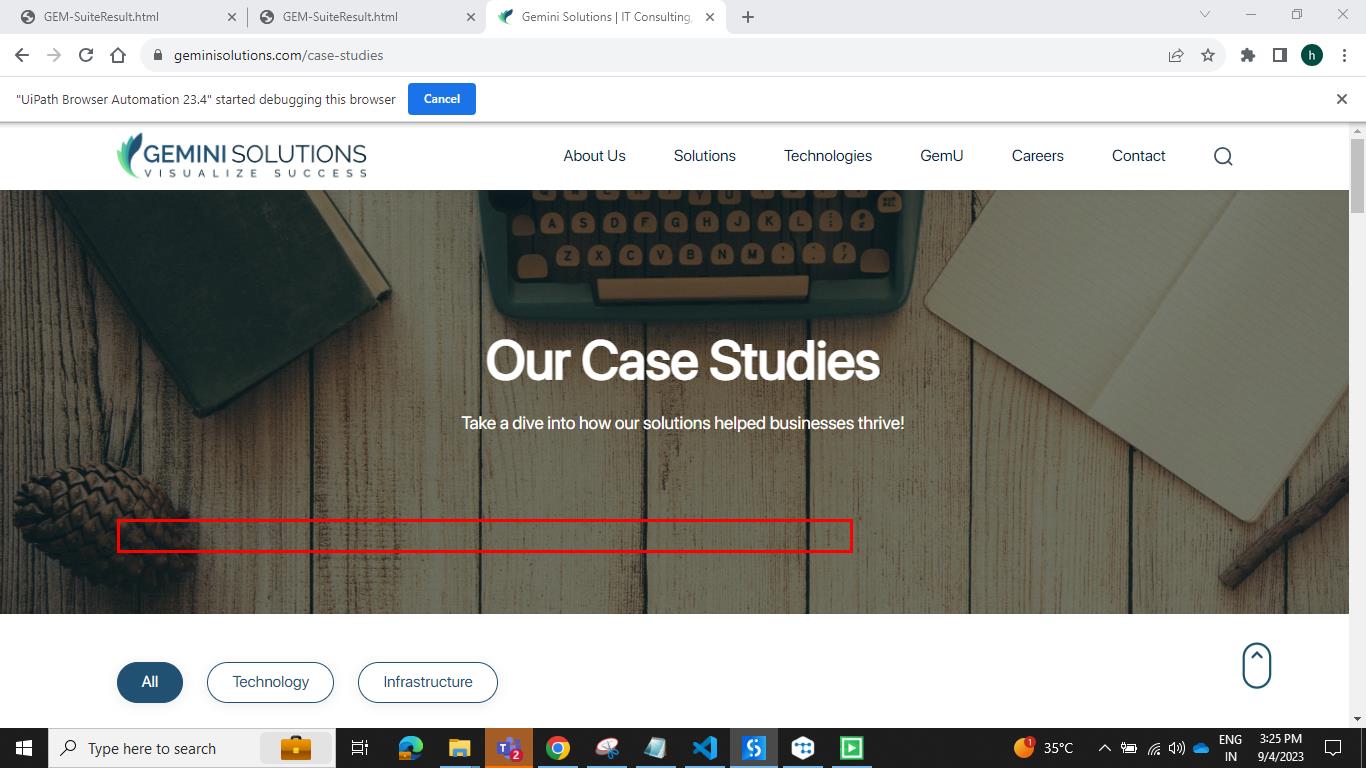 GEM-SuiteResult.html
GEM-SuiteResult.html
Gemini Solutions | IT Consulting,
geminisolutions.com/case-studies
h
"UiPath Browser Automation 23.4" started debugging this browser
Cancel
GEMINI SOLUTIONS
VISUALIZE SUCCESS
About Us
Solutions
Technologies
GemU
Careers
Contact
A S D F G H J K L
Z X C V B N M
Our Case Studies
Take a dive into how our solutions helped businesses thrive!
All
Technology
Infrastructure
Type here to search
2
1
35°C
ENG
IN
3:25 PM
9/4/2023